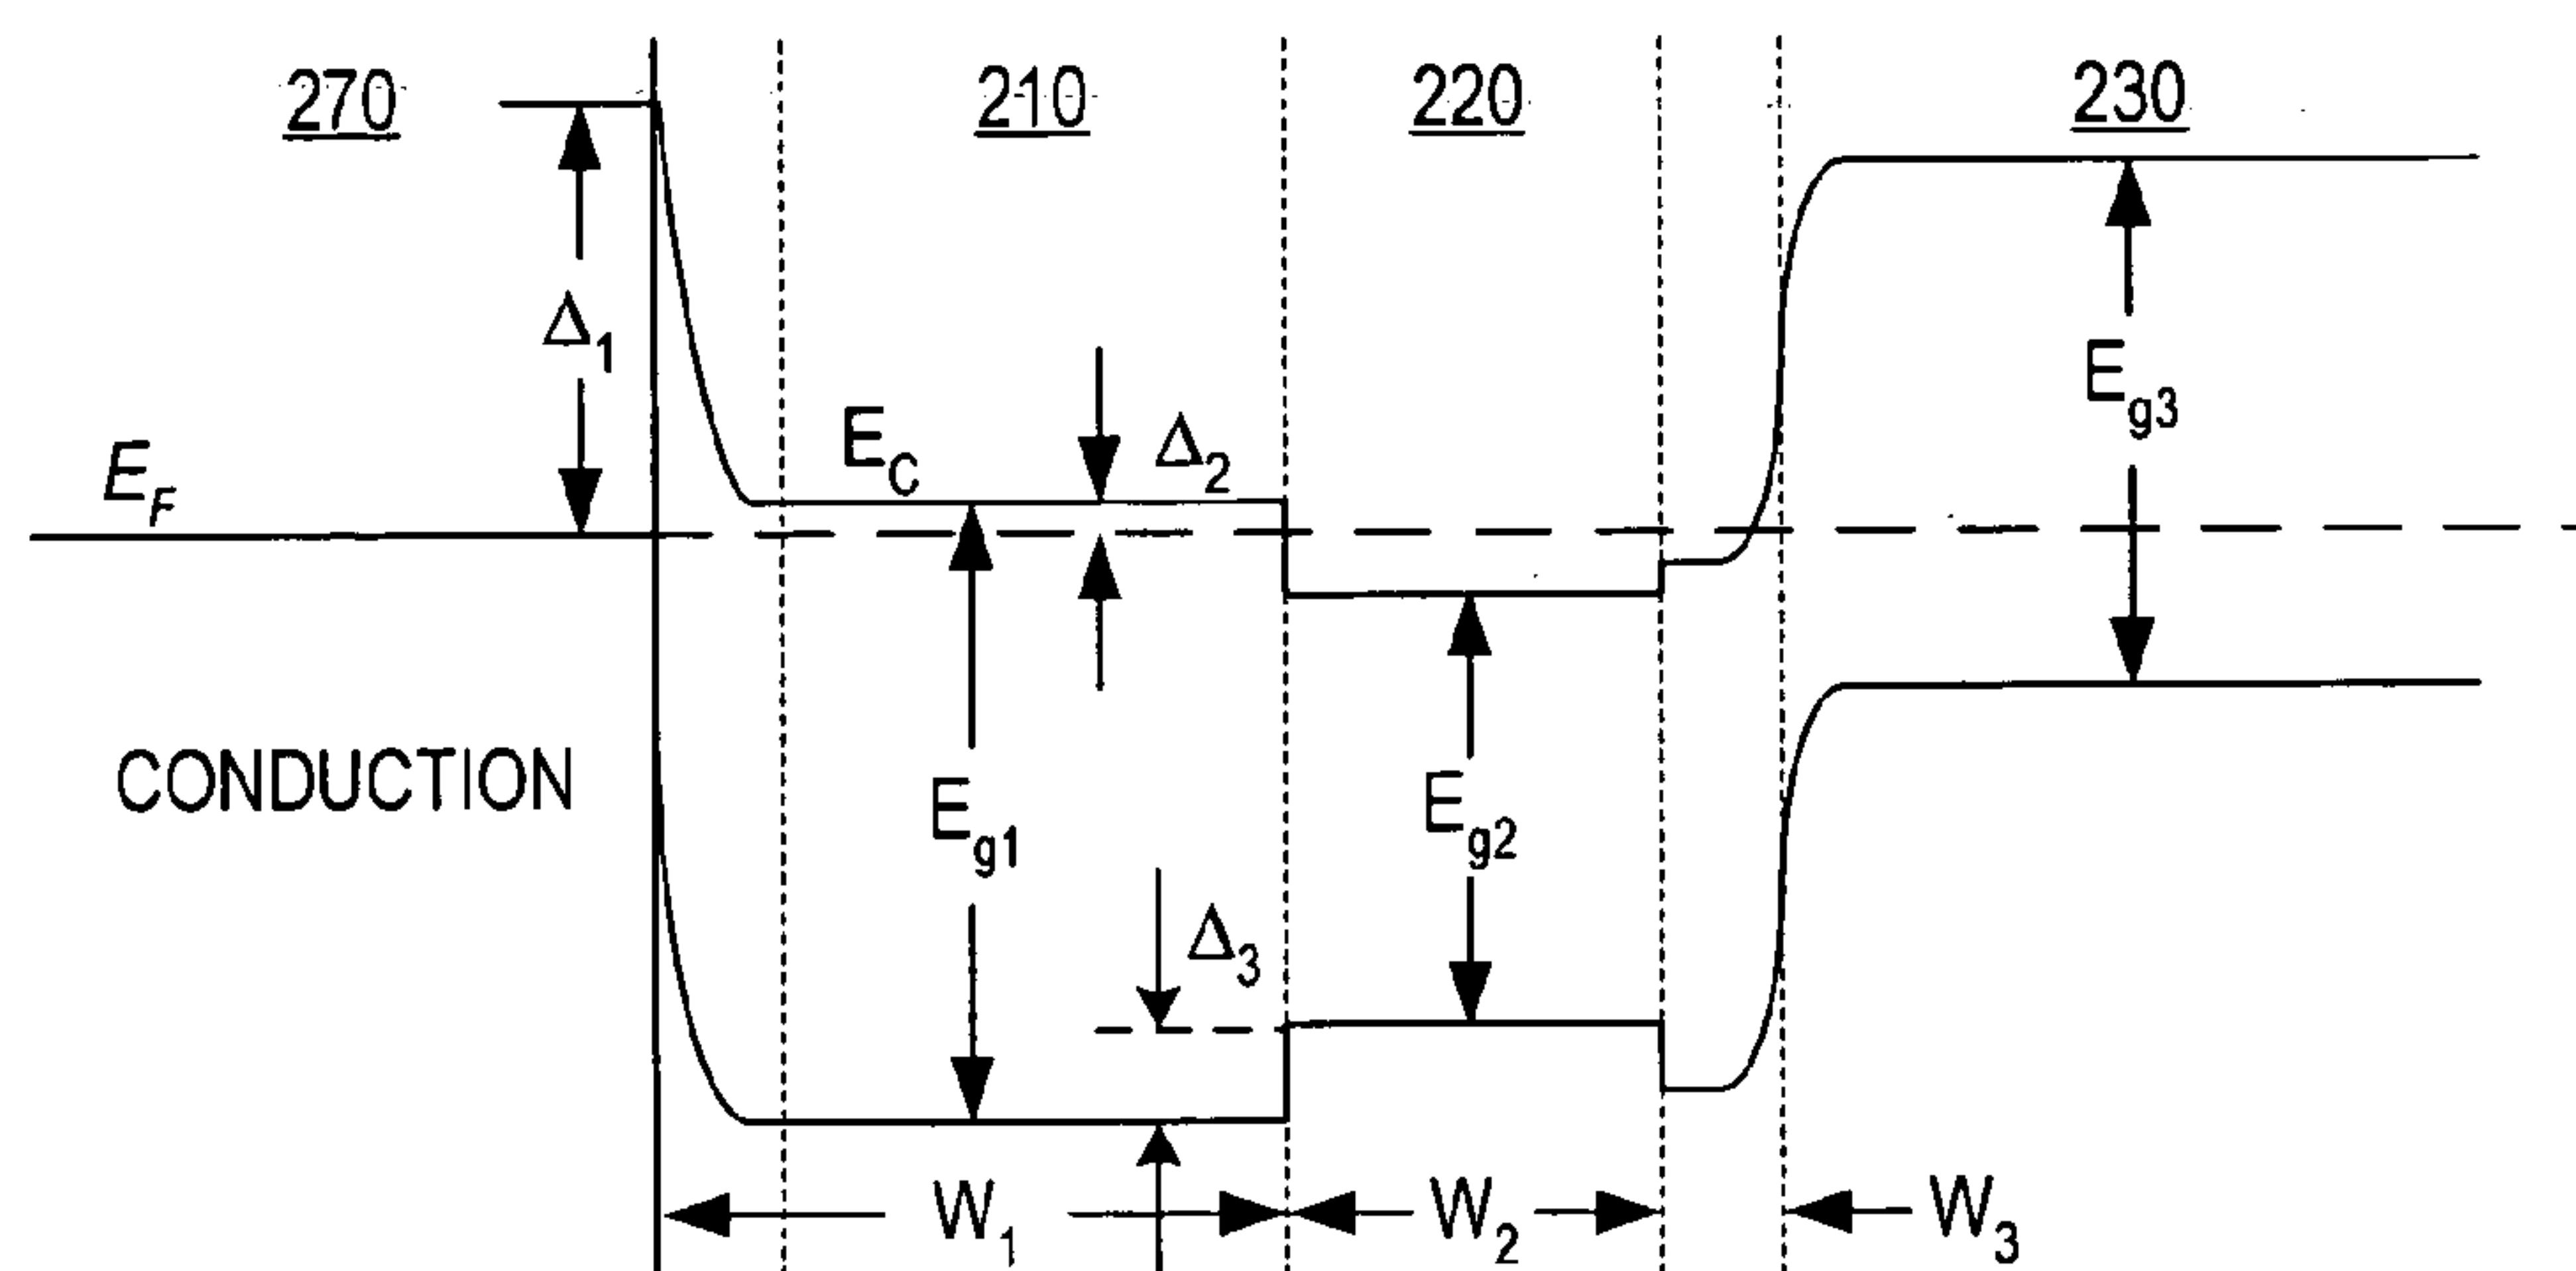 270 210 220 230
Δ1
Eg3
EC Δ2
EF
CONDUCTION
Eg1 Eg2
Δ3
W1 W2 W3